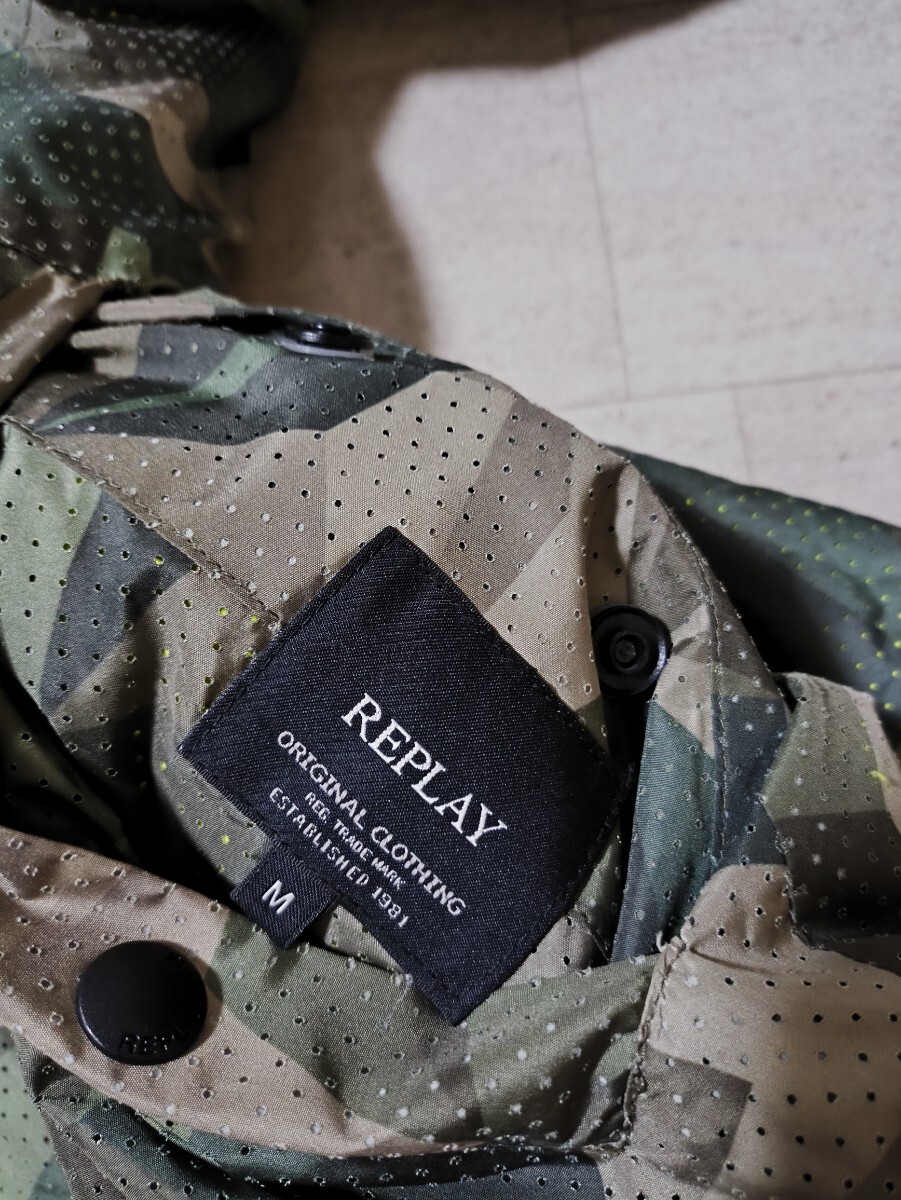 REPLAY
ORIGINAL CLOTHING
REG. TRADE MARK
ESTABLISHED 1981
M